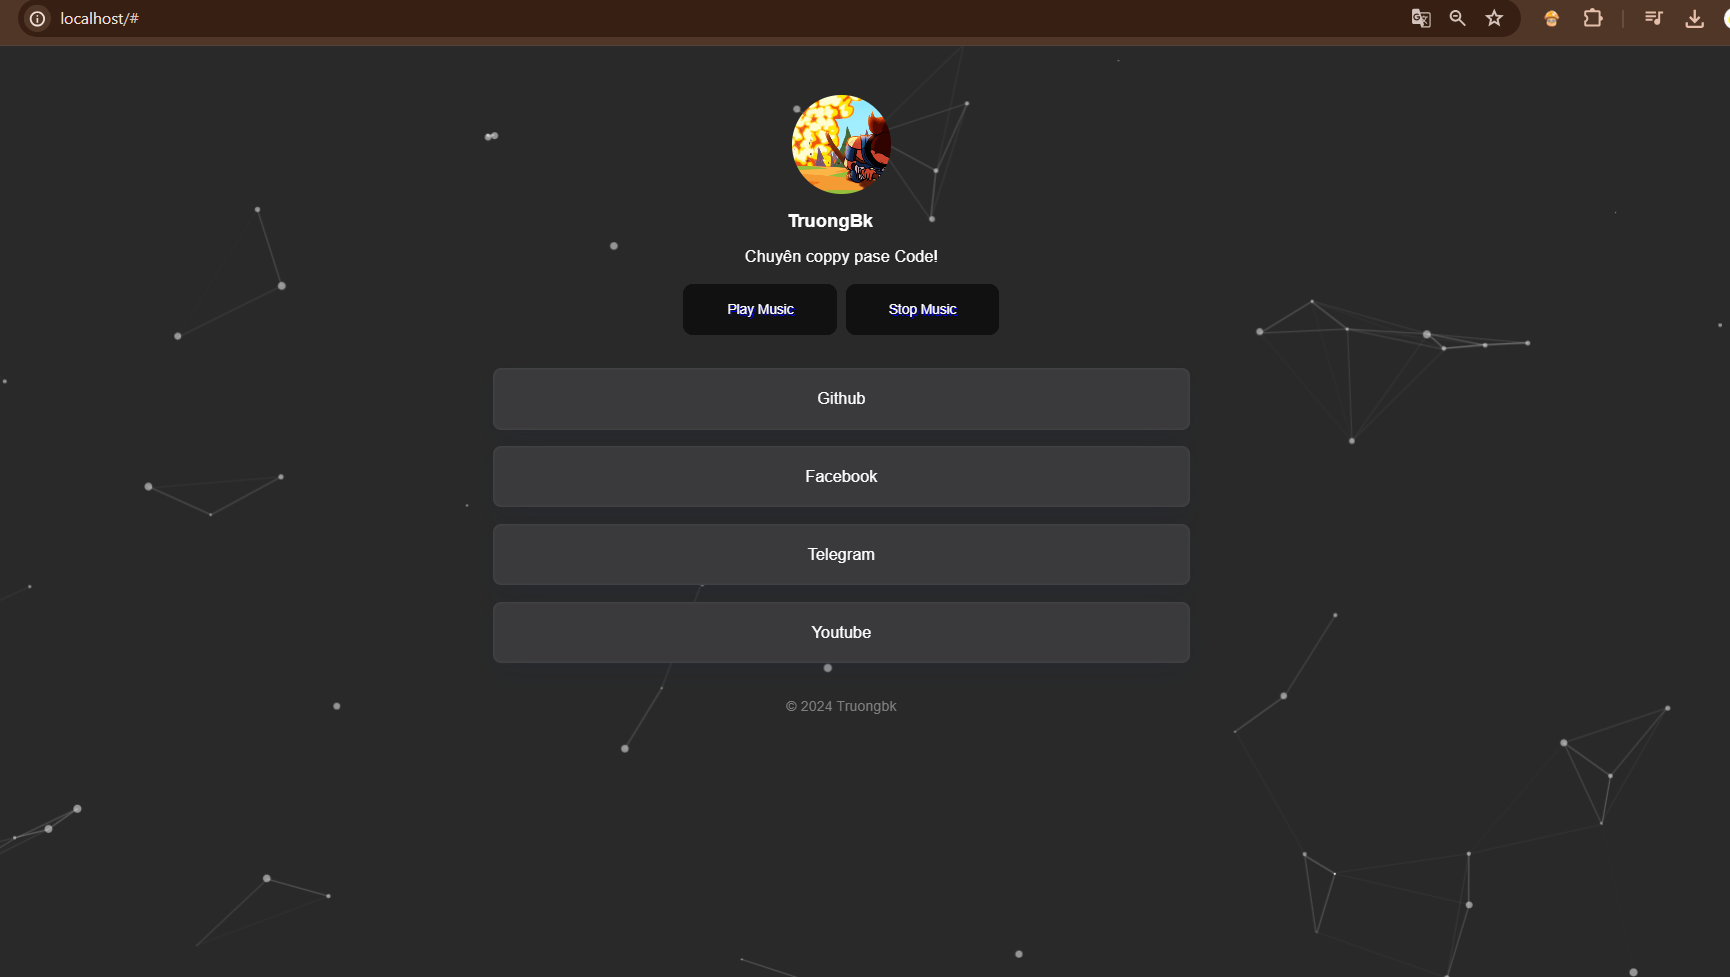 localhost/#
TruongBk
Chuyên coppy pase Code!
Play Music
Stop Music
Github
Facebook
Telegram
Youtube
© 2024 Truongbk